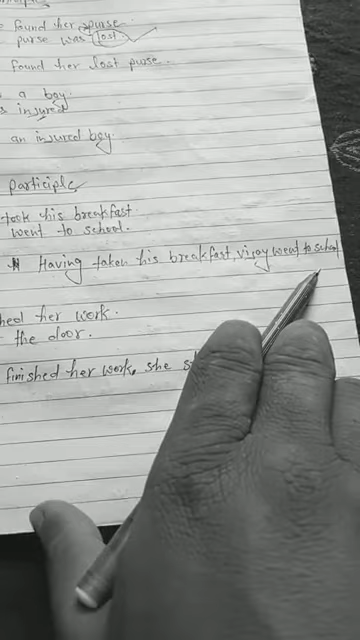 found her purse.
purse was lost
found her lost purse.
a boy.
injured
an injured boy.
participle
took his breakfast
went to school.
Having taken his breakfast, vijay went to school
her work.
the door.
finished her work, she